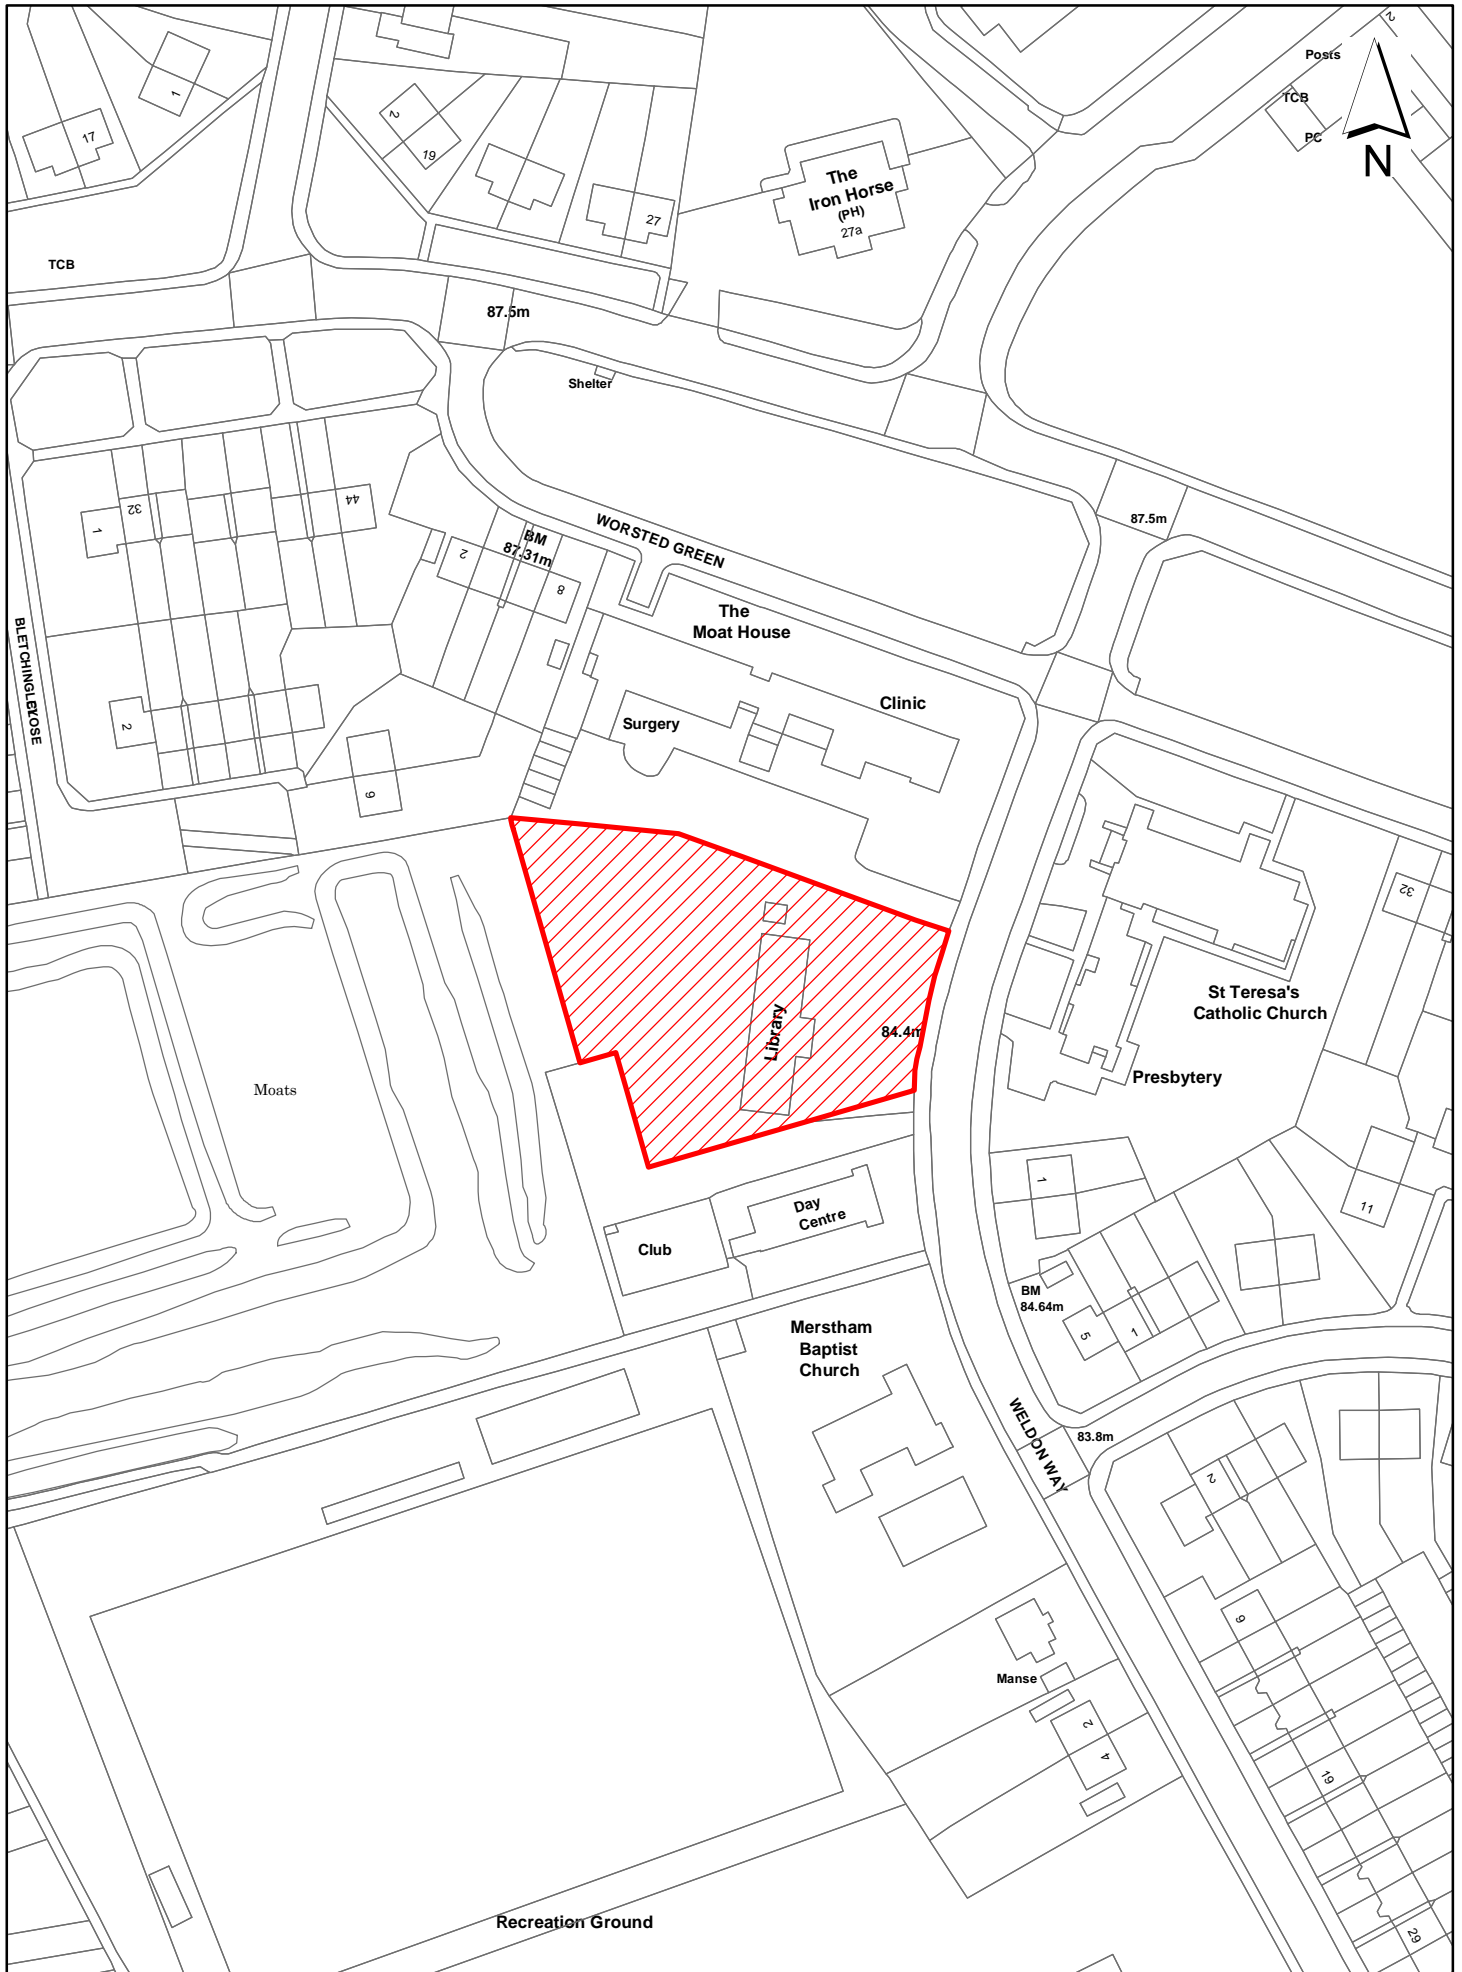 2
Posts
TCB
PC
N
1
17
2
19
27
The
Iron Horse
(PH)
27a
TCB
87.5m
Shelter
87.5m
WORSTED GREEN
BM
87.31m
1
32
44
2
8
The
Moat House
Clinic
Surgery
BLETCHINGLEY
CLOSE
2
9
32
Library
84.4m
St Teresa's
Catholic Church
Presbytery
Moats
1
11
Day
Centre
Club
BM
84.64m
5
1
Merstham
Baptist
Church
WELDON WAY
83.8m
2
9
Manse
2
4
19
Recreation Ground
29